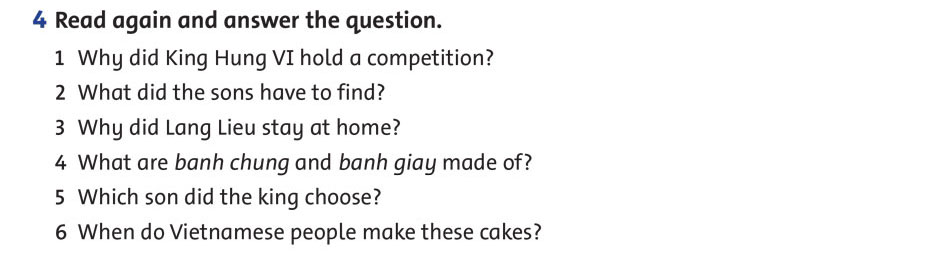 4 Read again and answer the question.
1 Why did King Hung VI hold a competition?
2 What did the sons have to find?
3 Why did Lang Lieu stay at home?
4 What are banh chung and banh giay made of?
5 Which son did the king choose?
6 When do Vietnamese people make these cakes?